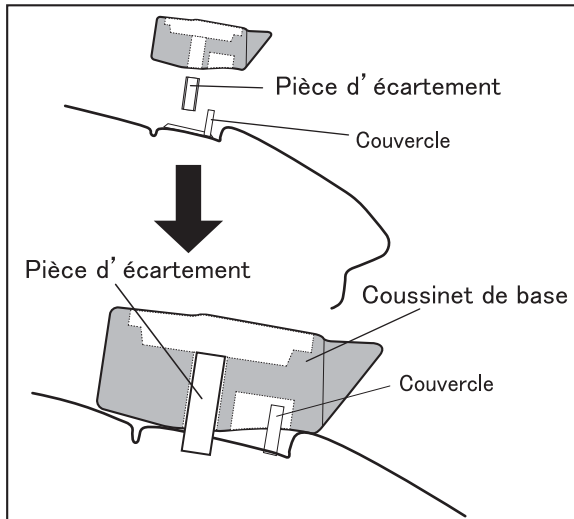 Pièce d'écartement
Couvercle
Pièce d'écartement
Coussinet de base
Couvercle